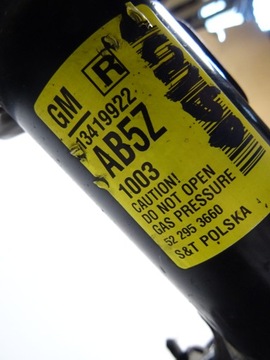 GM R
13419922
AB5Z
1003
CAUTION!
DO NOT OPEN
GAS PRESSURE
52 295 3660
S&T POLSKA